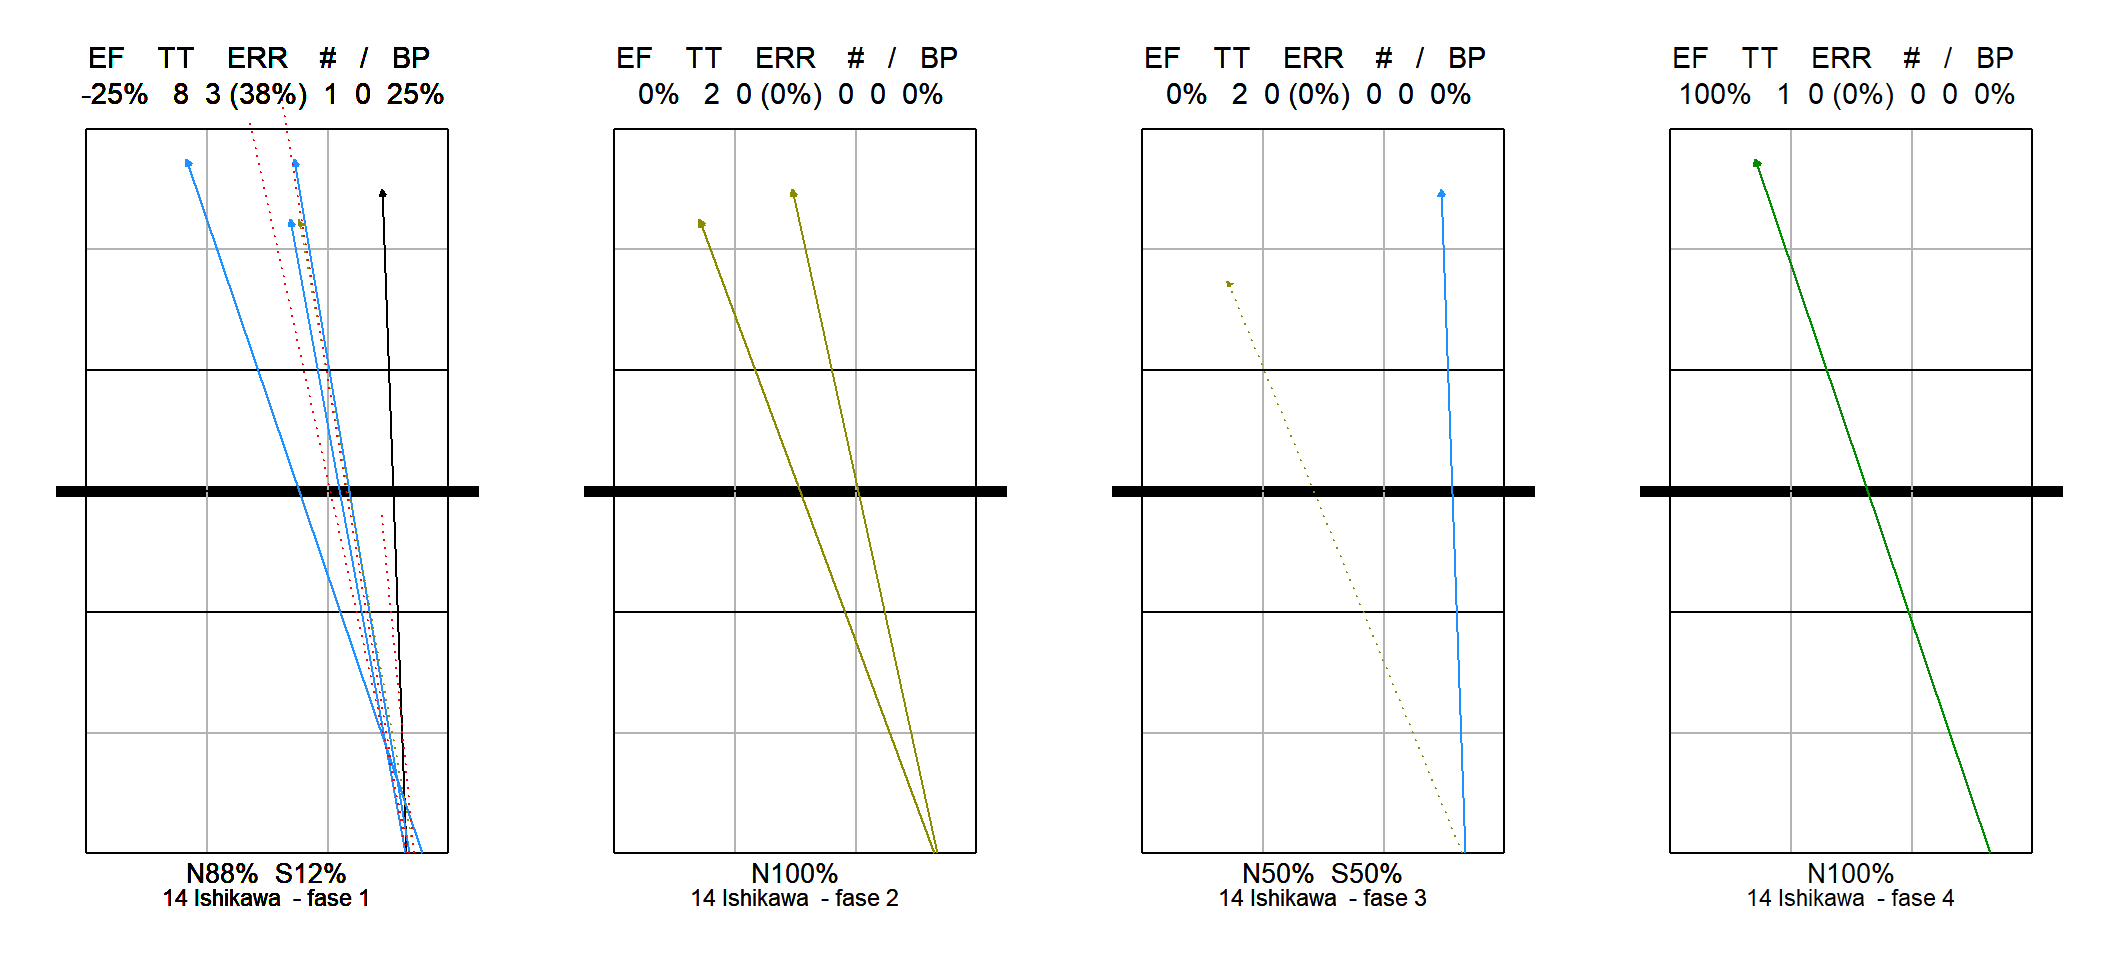 EF TT ERR # / BP
-25% 8 3 (38%) 1 0 25%
N88% S12%
14 Ishikawa - fase 1
EF TT ERR # / BP
0% 2 0 (0%) 0 0 0%
N100%
14 Ishikawa - fase 2
EF TT ERR # / BP
0% 2 0 (0%) 0 0 0%
N50% S50%
14 Ishikawa - fase 3
EF TT ERR # / BP
100% 1 0 (0%) 0 0 0%
N100%
14 Ishikawa - fase 4